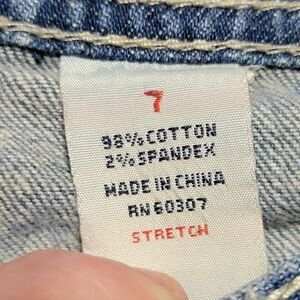 7
98% COTTON
2% SPANDEX
MADE IN CHINA
RN 60307
STRETCH